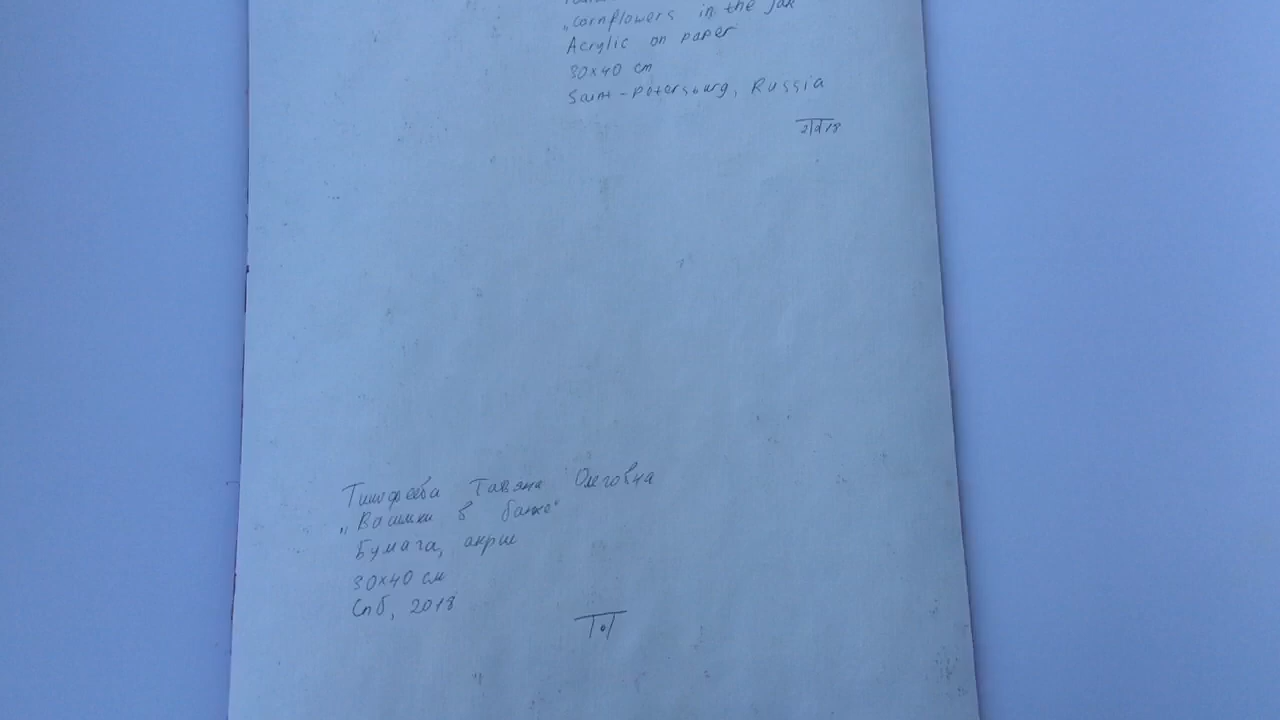 „Cornflowers in the jar
Acrylic on paper
30x40 cm
Saint-Petersburg, Russia
Тимофеева Татьяна Олеговна
„Васильки в банке"
Бумага, акрил
30x40 см
Спб, 2018